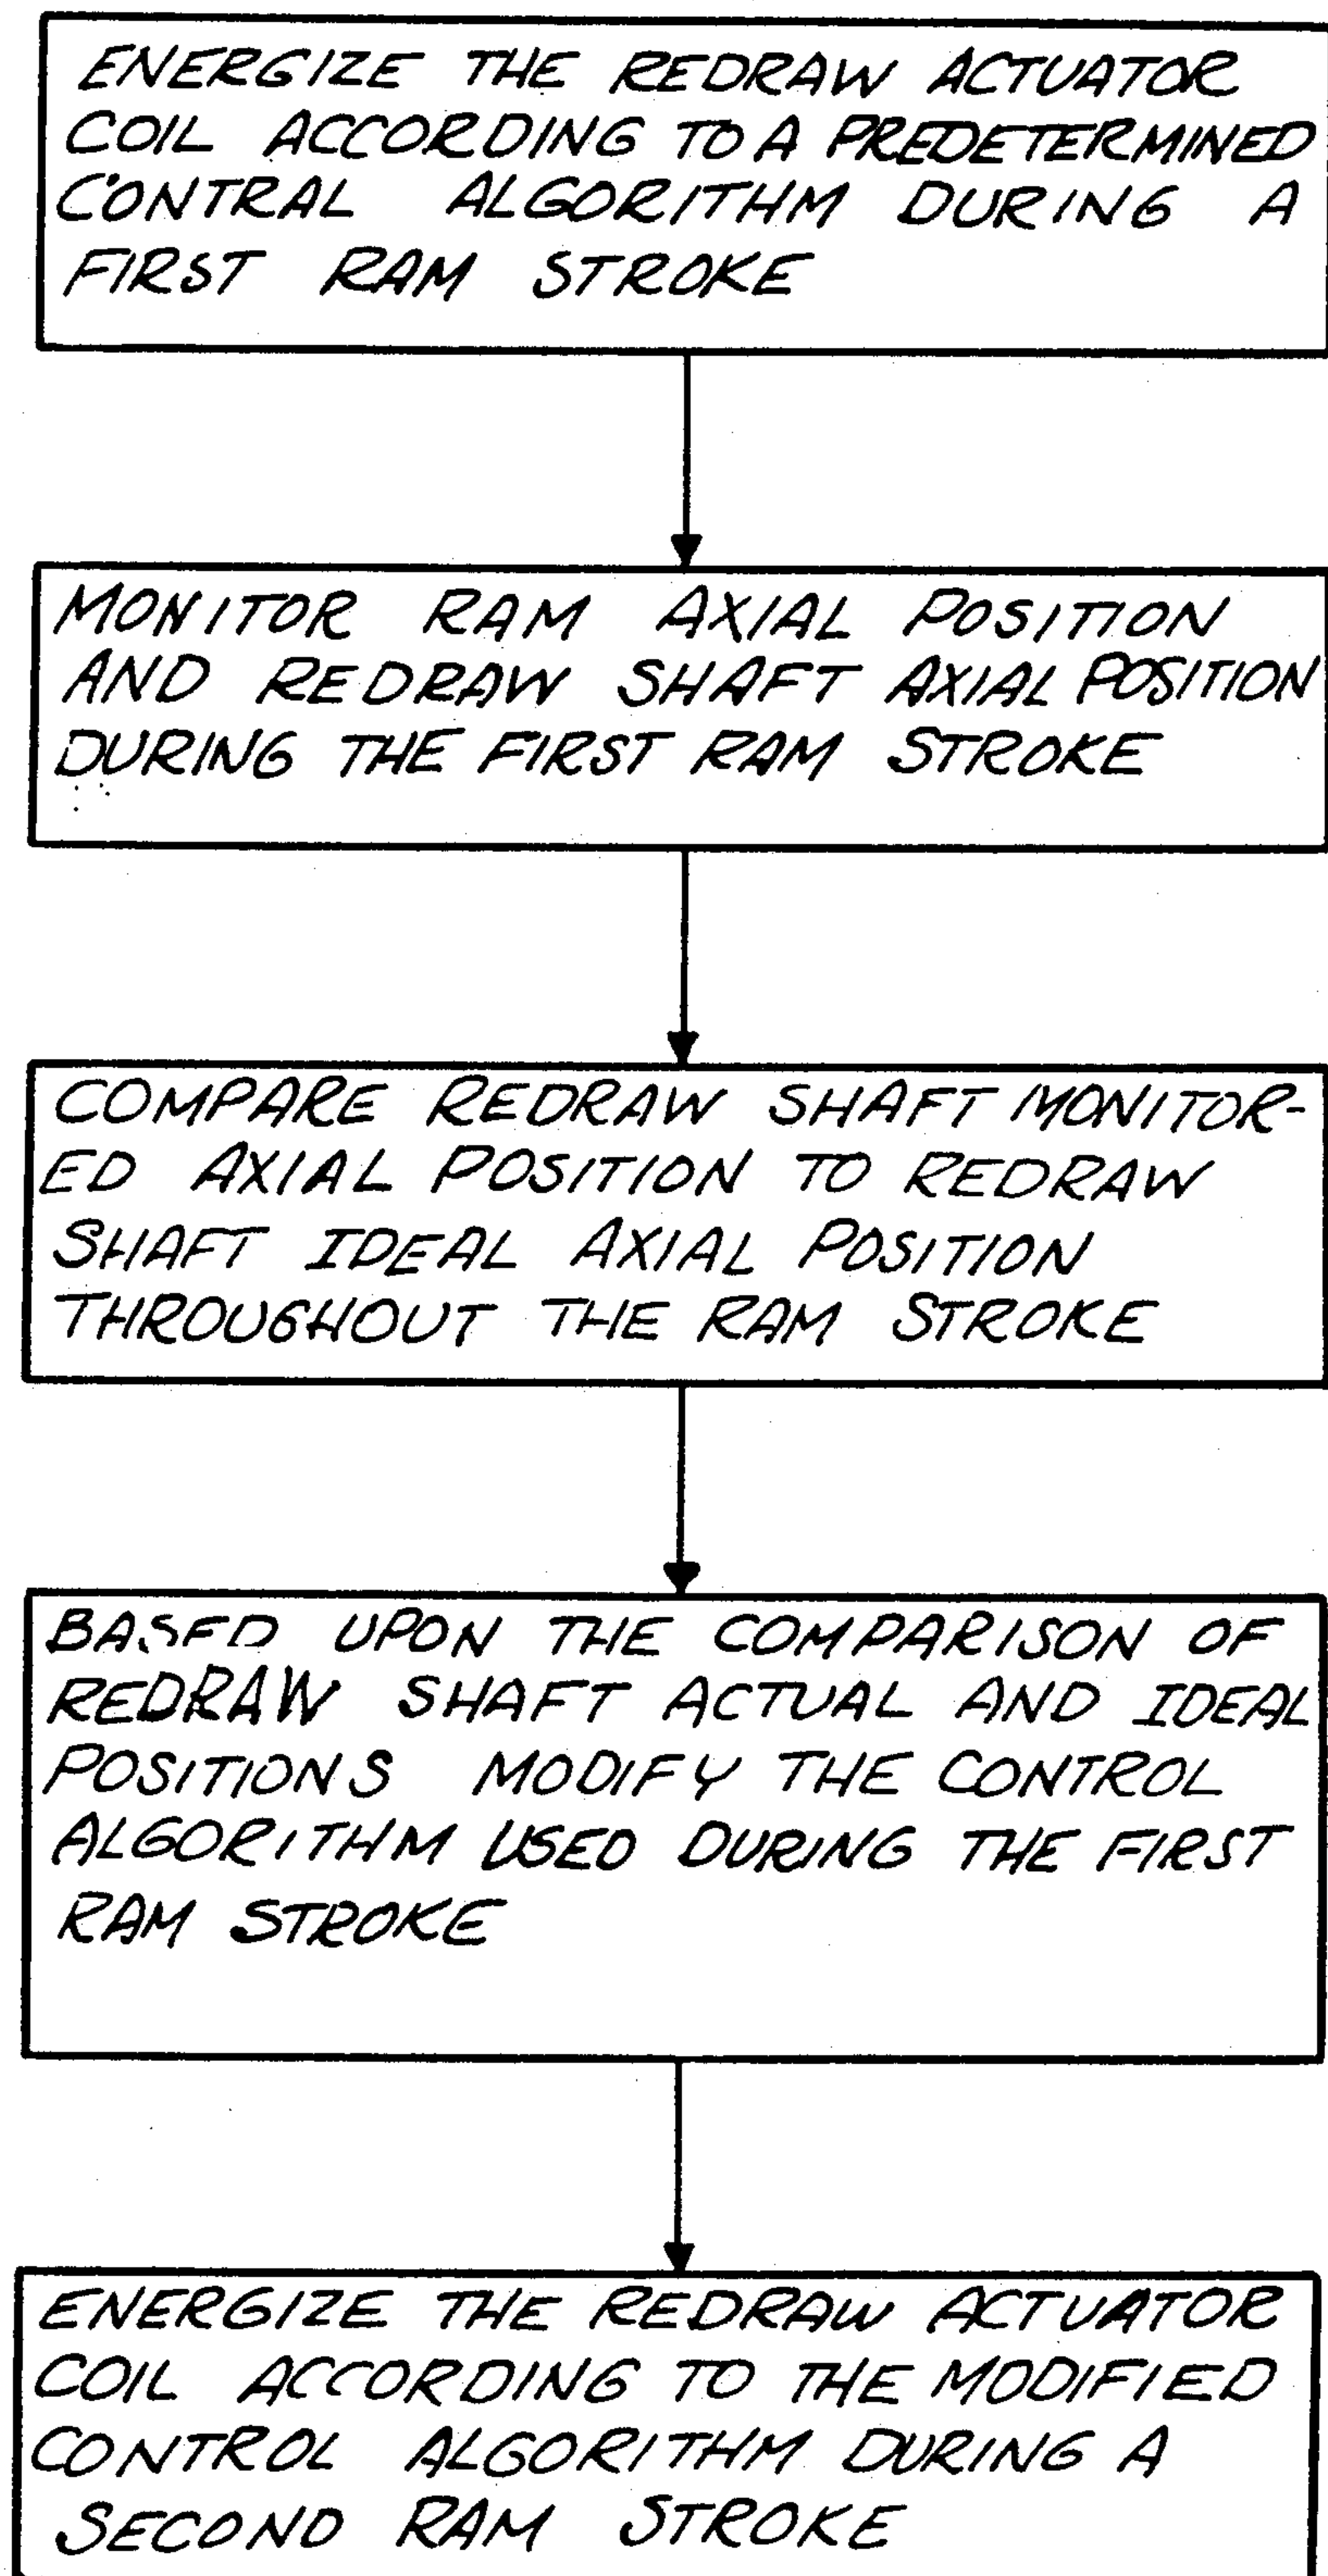 ENERGIZE THE REDRAW ACTUATOR
COIL ACCORDING TO A PREDETERMINED
CONTRAL ALGORITHM DURING A
FIRST RAM STROKE
MONITOR RAM AXIAL POSITION
AND REDRAW SHAFT AXIAL POSITION
DURING THE FIRST RAM STROKE
COMPARE REDRAW SHAFT MONITOR-
ED AXIAL POSITION TO REDRAW
SHAFT IDEAL AXIAL POSITION
THROUGHOUT THE RAM STROKE
BASED UPON THE COMPARISON OF
REDRAW SHAFT ACTUAL AND IDEAL
POSITIONS MODIFY THE CONTROL
ALGORITHM USED DURING THE FIRST
RAM STROKE
ENERGIZE THE REDRAW ACTUATOR
COIL ACCORDING TO THE MODIFIED
CONTROL ALGORITHM DURING A
SECOND RAM STROKE